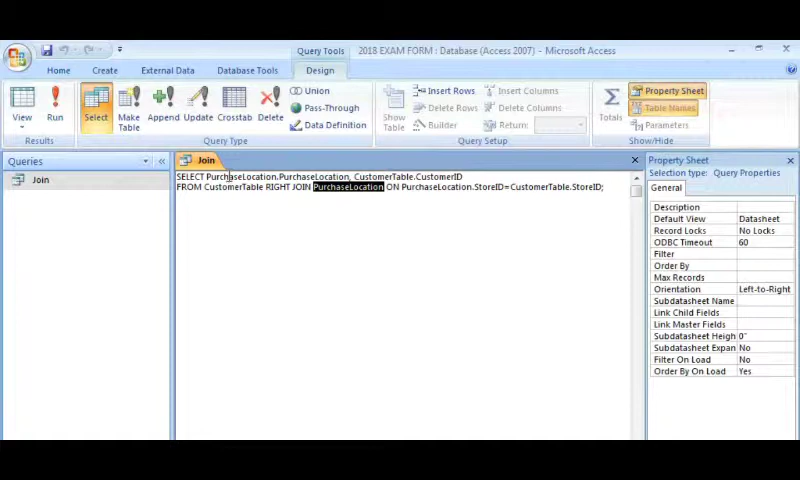 Query Tools
2018 EXAM FORM : Database (Access 2007) - Microsoft Access
Home
Create
External Data
Database Tools
Design
View
Run
Results
Select
Make Table
Append
Update
Crosstab
Delete
Union
Pass-Through
Data Definition
Query Type
Show Table
Insert Rows
Delete Rows
Builder
Insert Columns
Delete Columns
Return:
Query Setup
Totals
Property Sheet
Table Names
Parameters
Show/Hide
Queries
Join
Join
SELECT PurchaseLocation.PurchaseLocation, CustomerTable.CustomerID
FROM CustomerTable RIGHT JOIN PurchaseLocation ON PurchaseLocation.StoreID=CustomerTable.StoreID;
Property Sheet
Selection type: Query Properties
General
Description
Default View Datasheet
Record Locks No Locks
ODBC Timeout 60
Filter
Order By
Max Records
Orientation Left-to-Right
Subdatasheet Name
Link Child Fields
Link Master Fields
Subdatasheet Heigh 0"
Subdatasheet Expan No
Filter On Load No
Order By On Load Yes